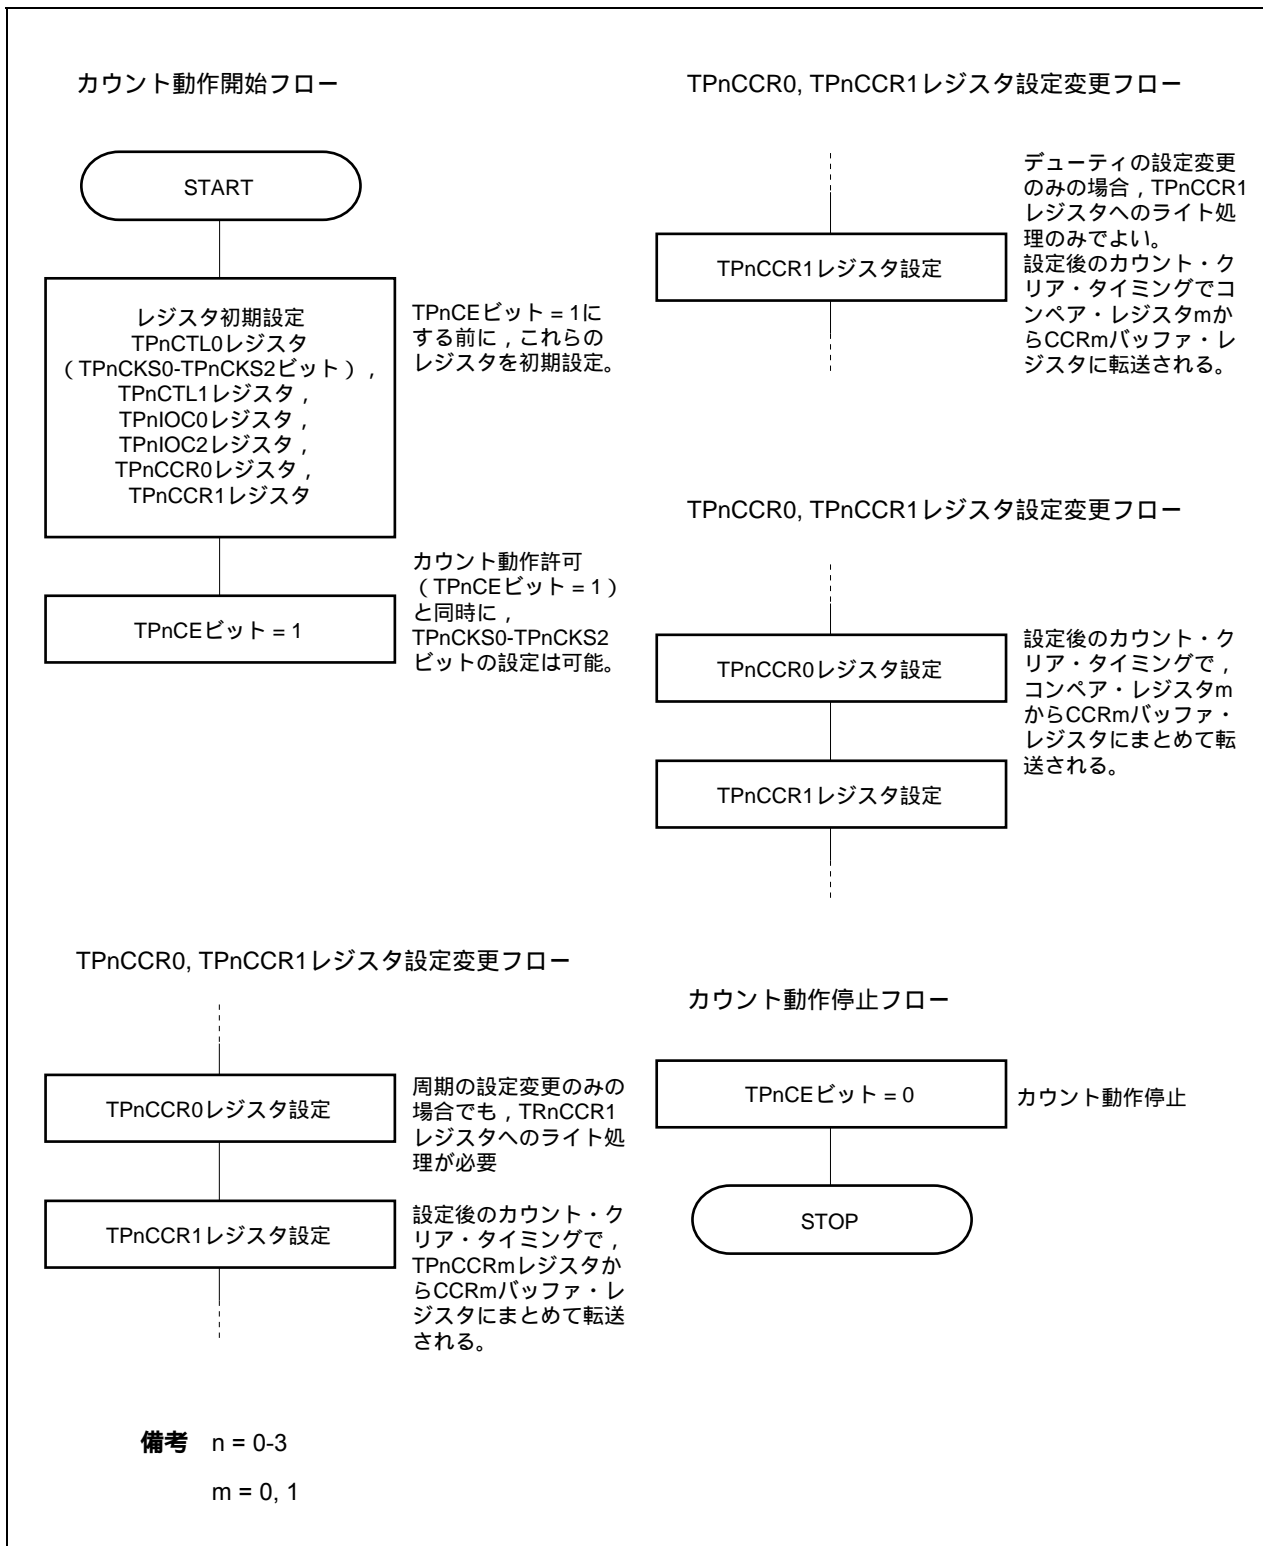 カウント動作開始フロー
START
レジスタ初期設定
TPnCTL0レジスタ
（TPnCKS0-TPnCKS2ビット），
TPnCTL1レジスタ，
TPnIOC0レジスタ，
TPnIOC2レジスタ，
TPnCCR0レジスタ，
TPnCCR1レジスタ
TPnCEビット = 1に
する前に，これらの
レジスタを初期設定。
TPnCEビット = 1
カウント動作許可
（TPnCEビット = 1）
と同時に，
TPnCKS0-TPnCKS2
ビットの設定は可能。
TPnCCR0, TPnCCR1レジスタ設定変更フロー
TPnCCR0レジスタ設定
周期の設定変更のみの
場合でも，TRnCCR1
レジスタへのライト処
理が必要
TPnCCR1レジスタ設定
設定後のカウント・ク
リア・タイミングで，
TPnCCRmレジスタか
らCCRmバッファ・レ
ジスタにまとめて転送
される。
TPnCCR0, TPnCCR1レジスタ設定変更フロー
TPnCCR1レジスタ設定
デューティの設定変更
のみの場合，TPnCCR1
レジスタへのライト処
理のみでよい。
設定後のカウント・ク
リア・タイミングでコ
ンペア・レジスタmか
らCCRmバッファ・レ
ジスタに転送される。
TPnCCR0, TPnCCR1レジスタ設定変更フロー
TPnCCR0レジスタ設定
設定後のカウント・ク
リア・タイミングで，
コンペア・レジスタm
からCCRmバッファ・
レジスタにまとめて転
送される。
TPnCCR1レジスタ設定
カウント動作停止フロー
TPnCEビット = 0
カウント動作停止
STOP
備考 n = 0-3
m = 0, 1